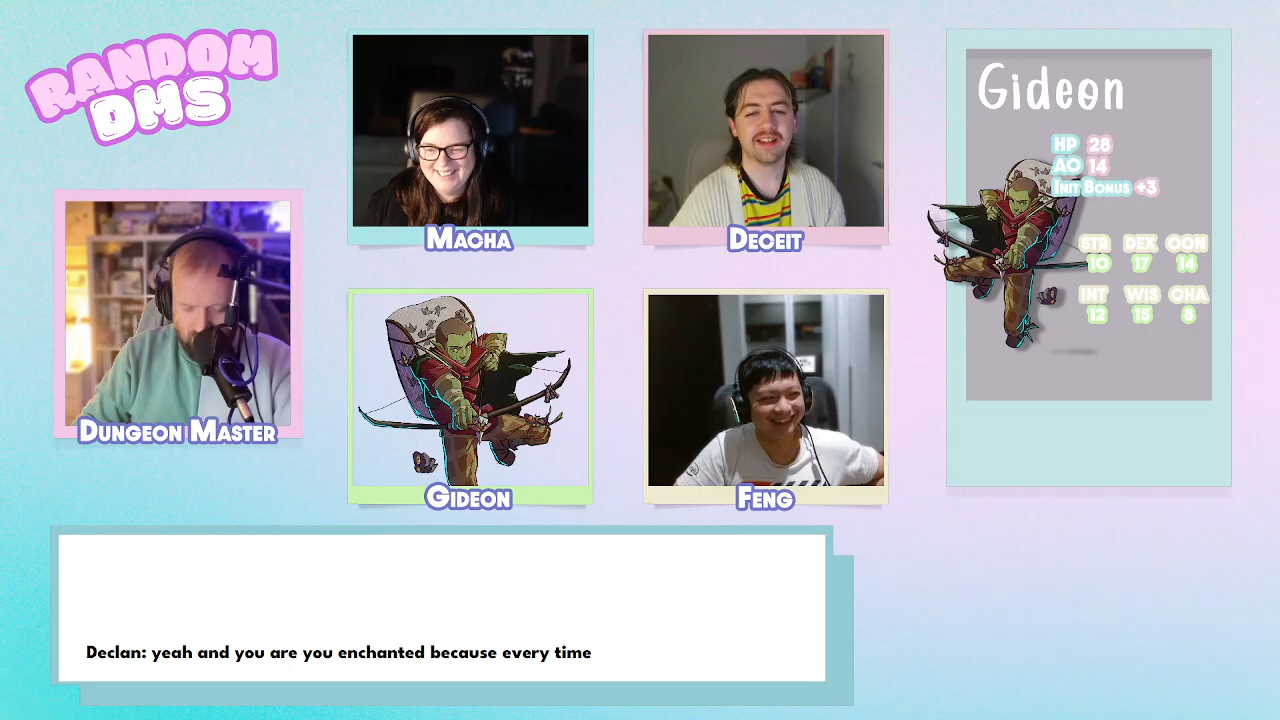 RANDOM
DMS
MACHA
DECEIT
DUNGEON MASTER
GIDEON
FENG
Gideon
HP 28
AC 14
INIT BONUS +3
STR DEX CON
10 17 14
INT WIS CHA
12 15 8
Declan: yeah and you are you enchanted because every time